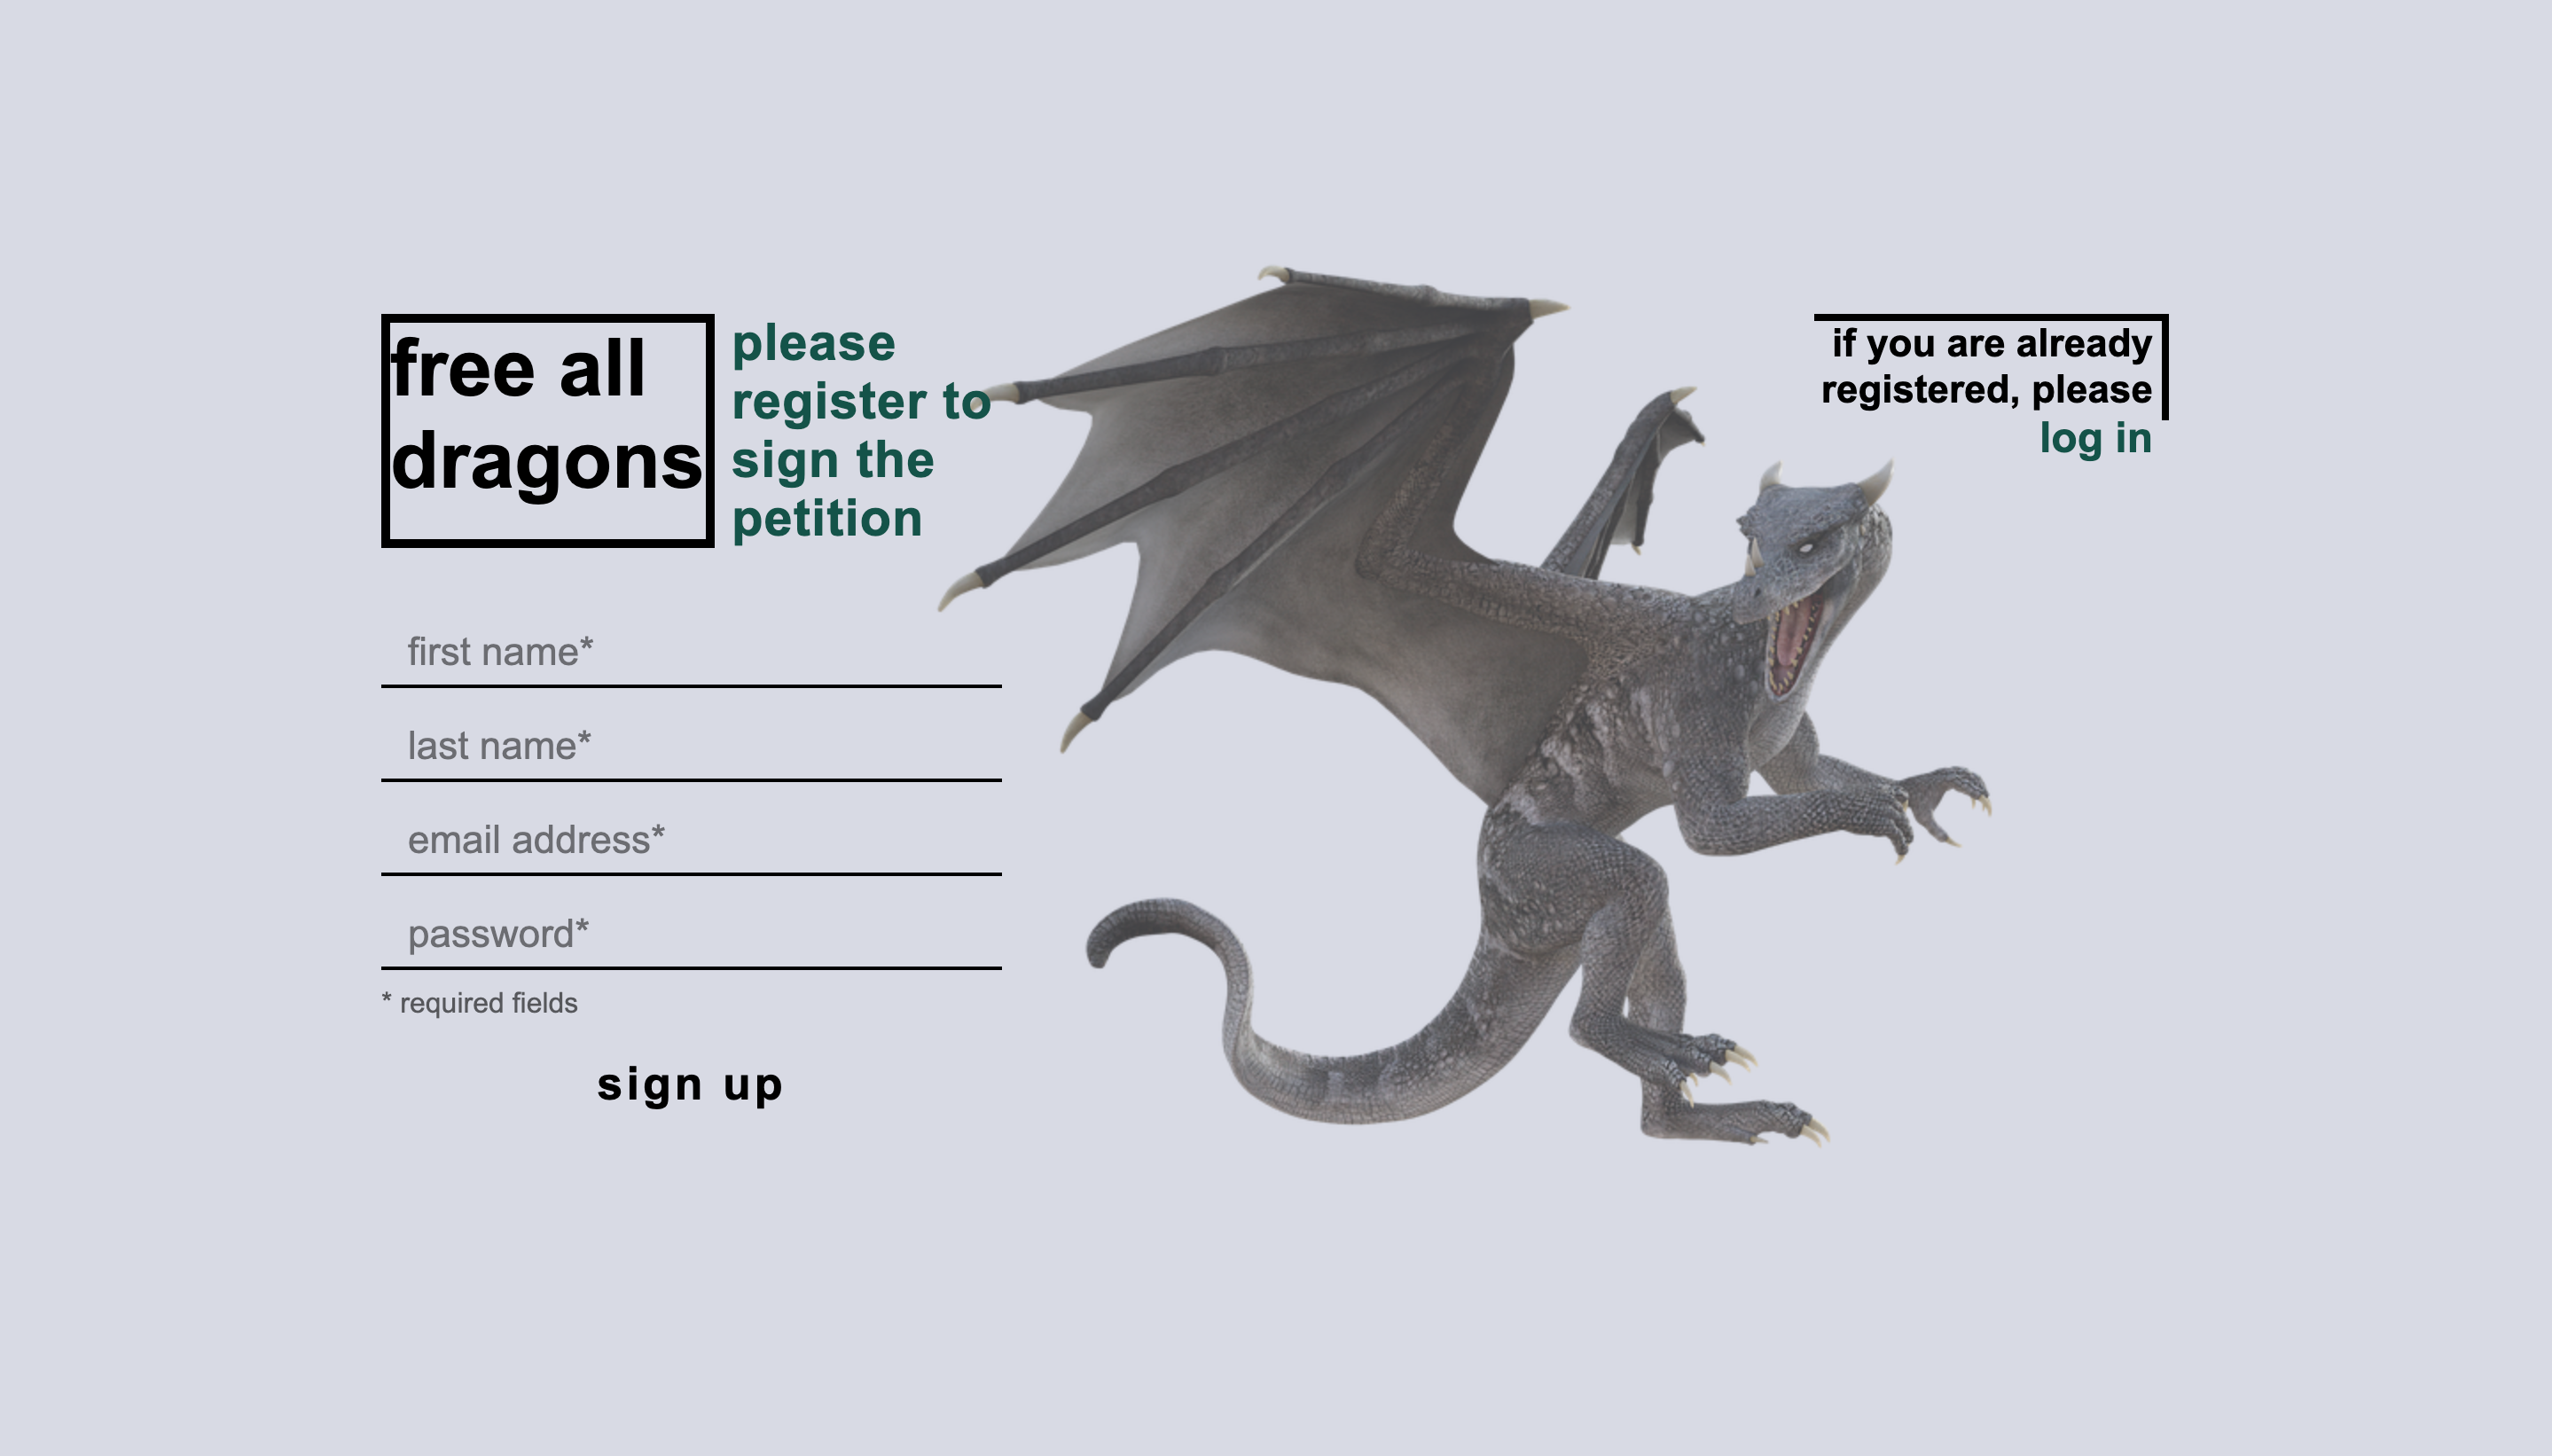 free all
dragons
please
register to
sign the
petition
if you are already
registered, please
log in
first name*
last name*
email address*
password*
* required fields
sign up